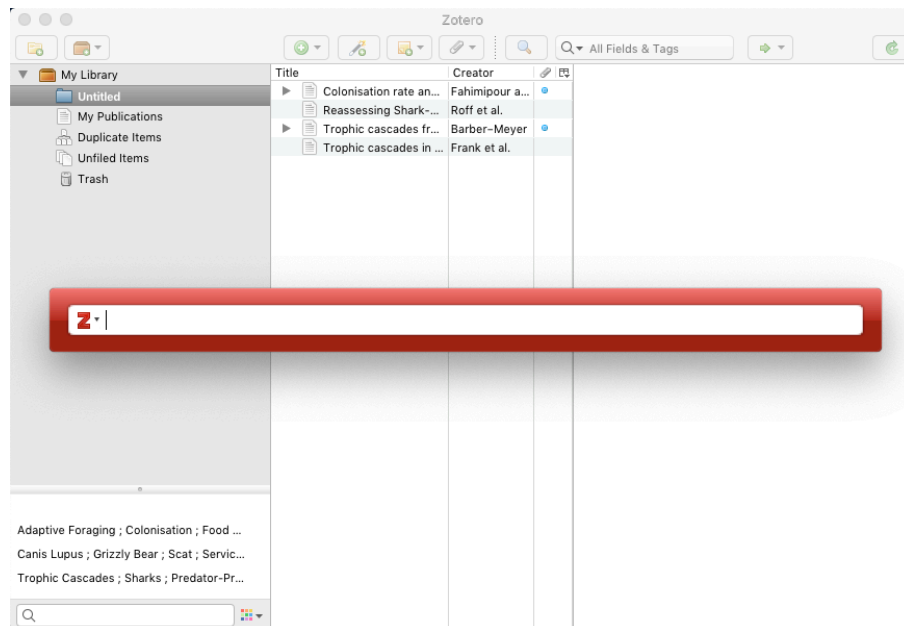 Zotero
All Fields & Tags
My Library
Untitled
My Publications
Duplicate Items
Unfiled Items
Trash
Title Creator
Colonisation rate an... Fahimipour a...
Reassessing Shark-... Roff et al.
Trophic cascades fr... Barber-Meyer
Trophic cascades in ... Frank et al.
Z
Adaptive Foraging ; Colonisation ; Food ...
Canis Lupus ; Grizzly Bear ; Scat ; Servic...
Trophic Cascades ; Sharks ; Predator-Pr...